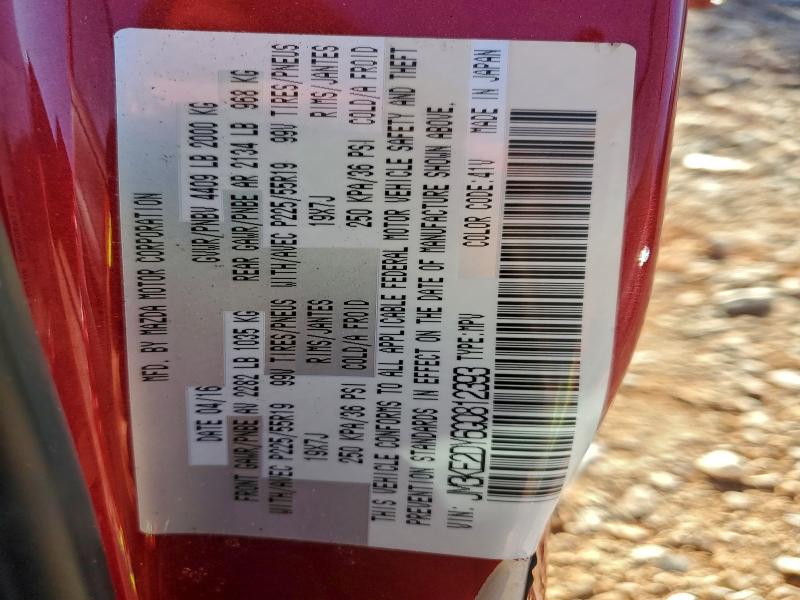 MFD. BY MAZDA MOTOR CORPORATION
DATE 04/16 GVWR/PNBV 4409 LB 2000 KG
FRONT GAWR/PNBE AV 2282 LB 1035 KG REAR GAWR/PNBE AR 2134 LB 968 KG
WITH/AVEC P225/55R19 99V TIRES/PNEUS WITH/AVEC P225/55R19 99V TIRES/PNEUS
19X7J RIMS/JANTES 19X7J RIMS/JANTES
250 KPA/36 PSI COLD/A FROID 250 KPA/36 PSI COLD/A FROID
THIS VEHICLE CONFORMS TO ALL APPLICABLE FEDERAL MOTOR VEHICLE SAFETY AND THEFT
PREVENTION STANDARDS IN EFFECT ON THE DATE OF MANUFACTURE SHOWN ABOVE.
VIN: JM3KE2DY6G0812393 TYPE:MPV COLOR CODE:41V MADE IN JAPAN